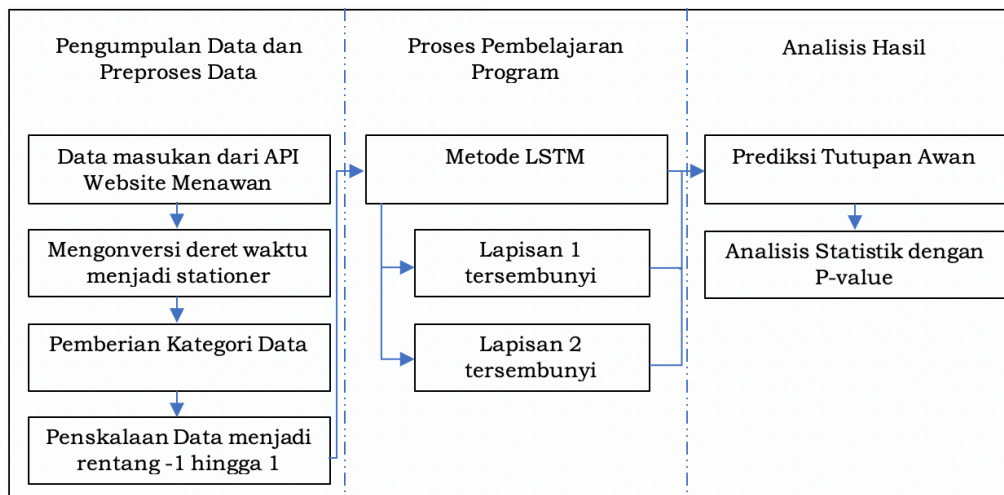 Pengumpulan Data dan
Preproses Data
Data masukan dari API
Website Menawan
Mengonversi deret waktu
menjadi stationer
Pemberian Kategori Data
Penskalaan Data menjadi
rentang -1 hingga 1
Proses Pembelajaran
Program
Metode LSTM
Lapisan 1
tersembunyi
Lapisan 2
tersembunyi
Analisis Hasil
Prediksi Tutupan Awan
Analisis Statistik dengan
P-value